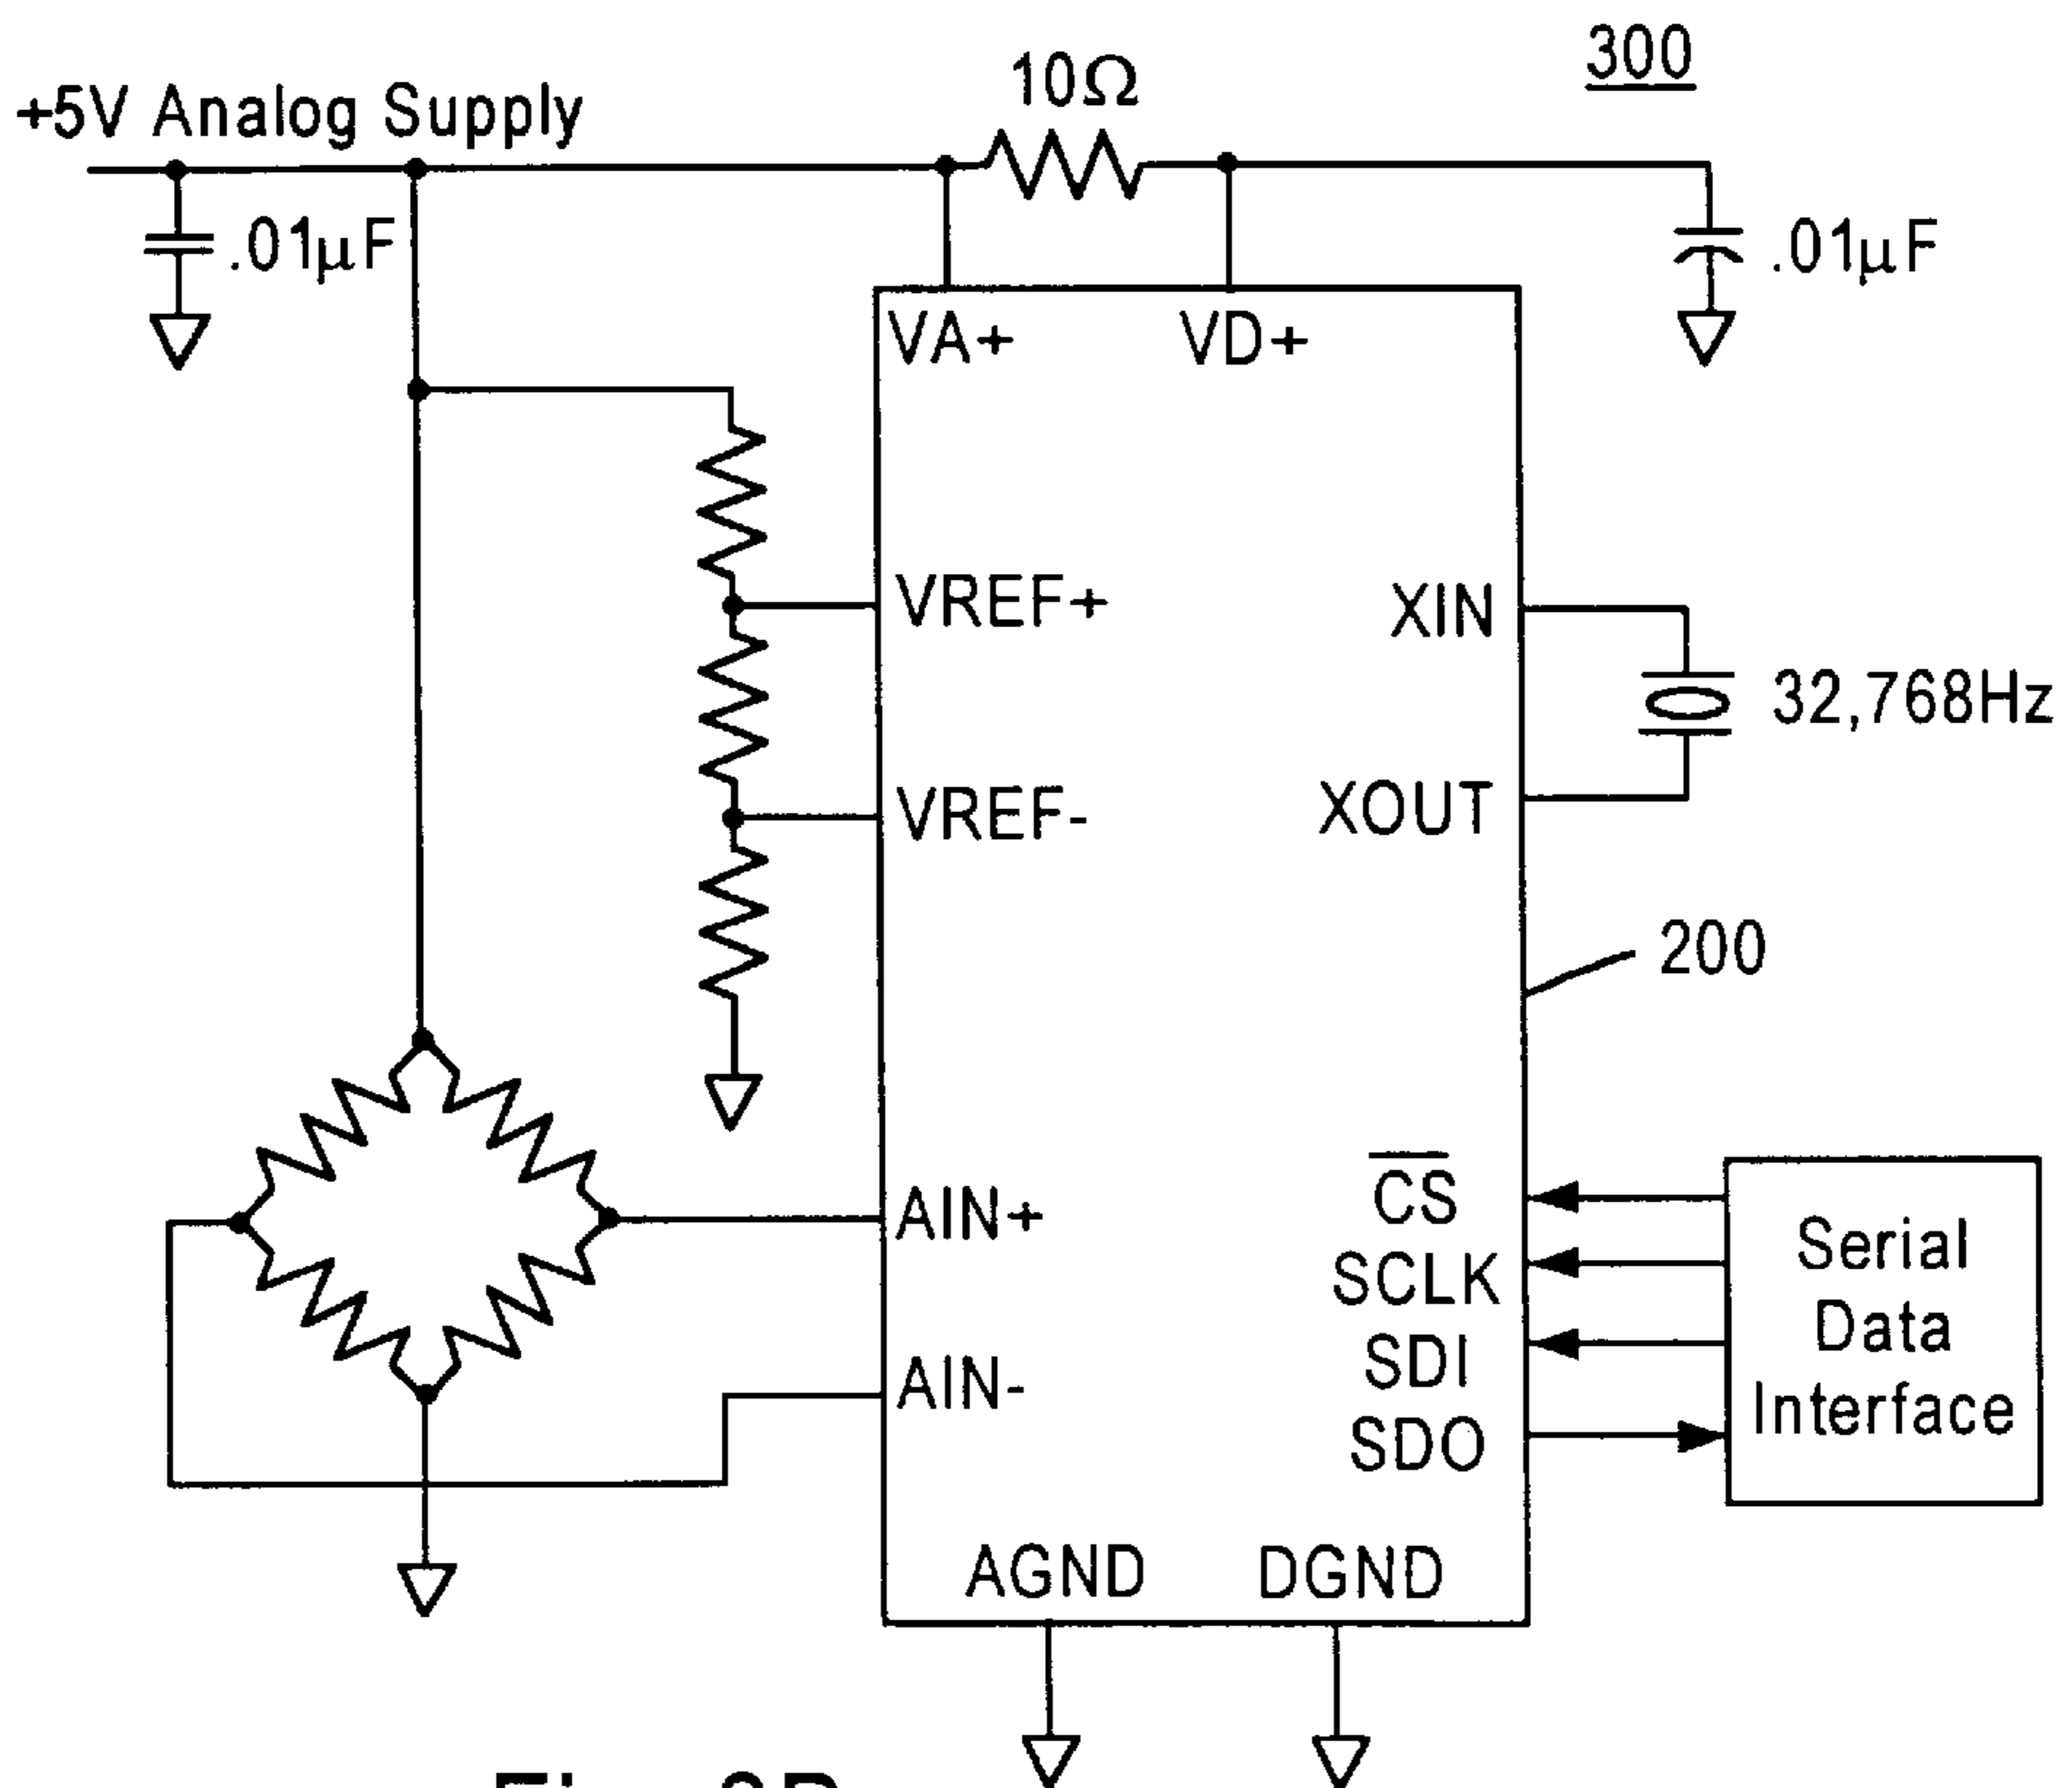 300
10Ω
+5V Analog Supply
.01µF
.01µF
VA+
VD+
VREF+
XIN
32,768Hz
VREF-
XOUT
200
AIN+
CS
SCLK
SDI
SDO
Serial
Data
Interface
AIN-
AGND
DGND